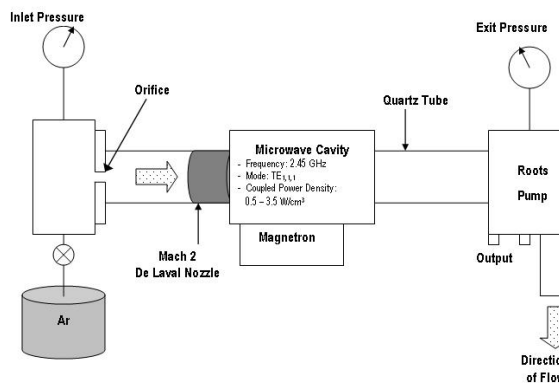 Inlet Pressure
Exit Pressure
Orifice
Quartz Tube
Microwave Cavity
- Frequency: 2.45 GHz
- Mode: TE1,1,1
- Coupled Power Density:
0.5 – 3.5 W/cm³
Roots
Pump
Magnetron
Mach 2
De Laval Nozzle
Output
Ar
Directio
of Flow